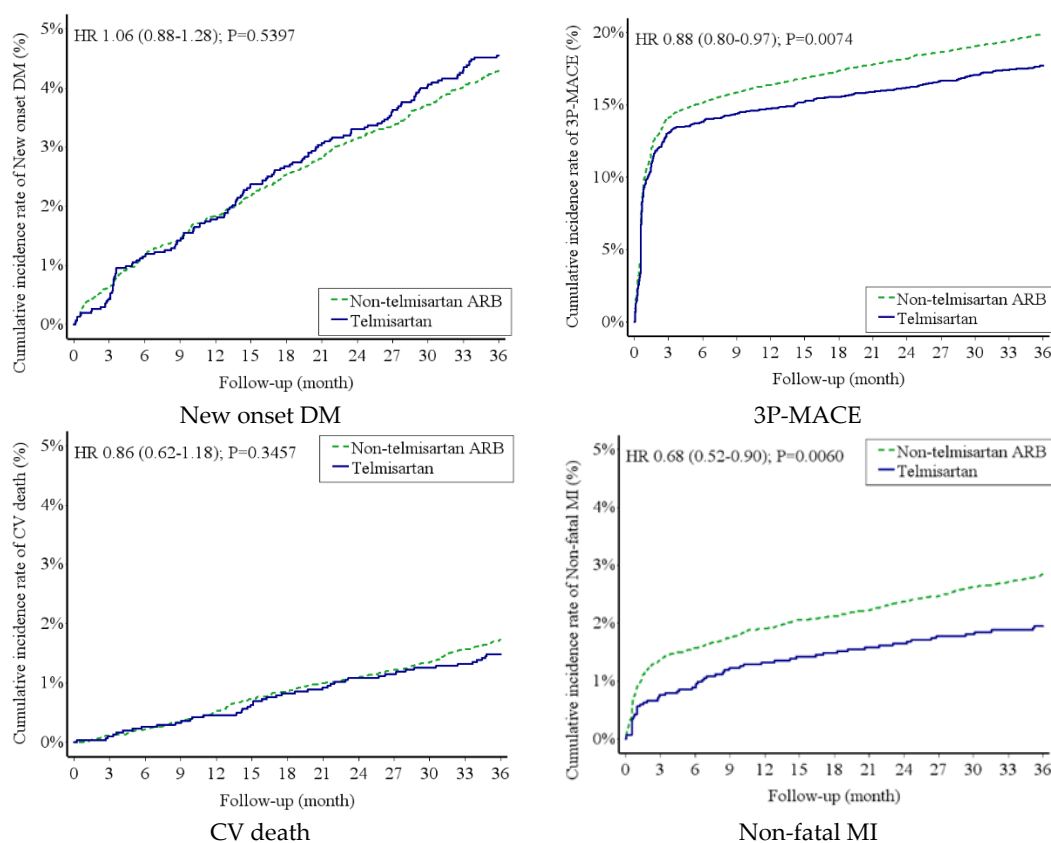 Cumulative incidence rate of New onset DM (%)
5%
4%
3%
2%
1%
0%
HR 1.06 (0.88-1.28); P=0.5397
Non-telmisartan ARB
Telmisartan
0 3 6 9 12 15 18 21 24 27 30 33 36
Follow-up (month)
New onset DM
Cumulative incidence rate of 3P-MACE (%)
20%
15%
10%
5%
0%
HR 0.88 (0.80-0.97); P=0.0074
Non-telmisartan ARB
Telmisartan
0 3 6 9 12 15 18 21 24 27 30 33 36
Follow-up (month)
3P-MACE
Cumulative incidence rate of CV death (%)
5%
4%
3%
2%
1%
0%
HR 0.86 (0.62-1.18); P=0.3457
Non-telmisartan ARB
Telmisartan
0 3 6 9 12 15 18 21 24 27 30 33 36
Follow-up (month)
CV death
Cumulative incidence rate of Non-fatal MI (%)
5%
4%
3%
2%
1%
0%
HR 0.68 (0.52-0.90); P=0.0060
Non-telmisartan ARB
Telmisartan
0 3 6 9 12 15 18 21 24 27 30 33 36
Follow-up (month)
Non-fatal MI